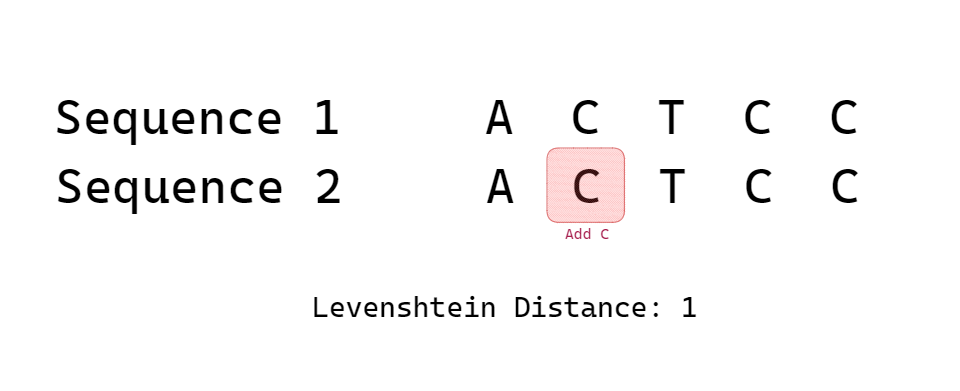 Sequence 1 A C T C C
Sequence 2 A C T C C
Add C
Levenshtein Distance: 1